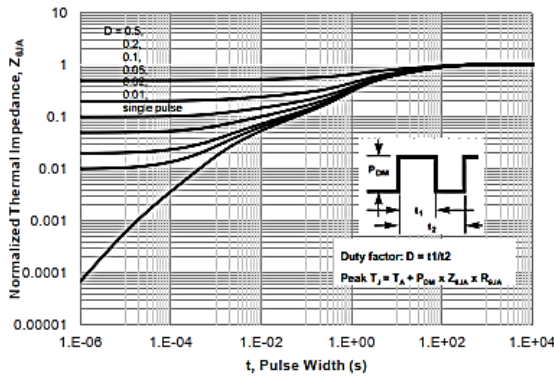 10
1
0.1
0.01
0.001
0.0001
0.00001
Normalized Thermal Impedance, ZθJA
D = 0.5,
0.2,
0.1,
0.05,
0.02,
0.01,
single pulse
PDM
t1
t2
Duty factor: D = t1/t2
Peak TJ = TA + PDM x ZθJA x RθJA
1.E-06 1.E-04 1.E-02 1.E+00 1.E+02 1.E+04
t, Pulse Width (s)